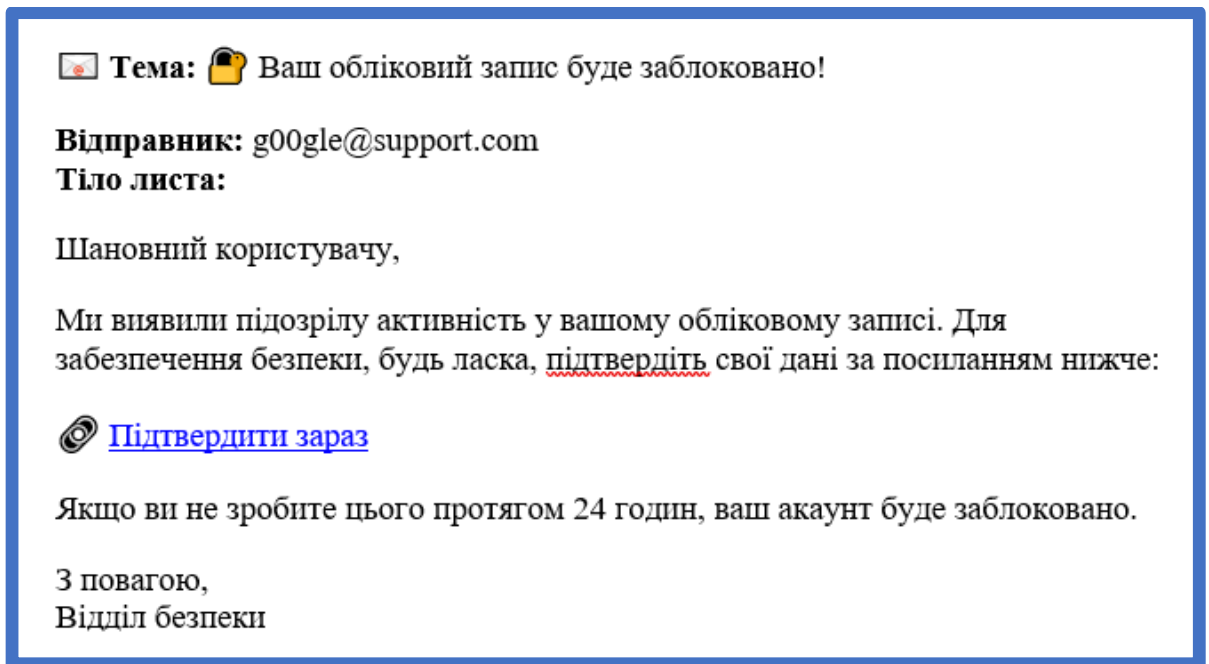 📧 Тема: 🔐 Ваш обліковий запис буде заблоковано!
Відправник: g00gle@support.com
Тіло листа:
Шановний користувачу,
Ми виявили підозрілу активність у вашому обліковому записі. Для
забезпечення безпеки, будь ласка, підтвердіть свої дані за посиланням нижче:
🔗 Підтвердити зараз
Якщо ви не зробите цього протягом 24 годин, ваш акаунт буде заблоковано.
З повагою,
Відділ безпеки